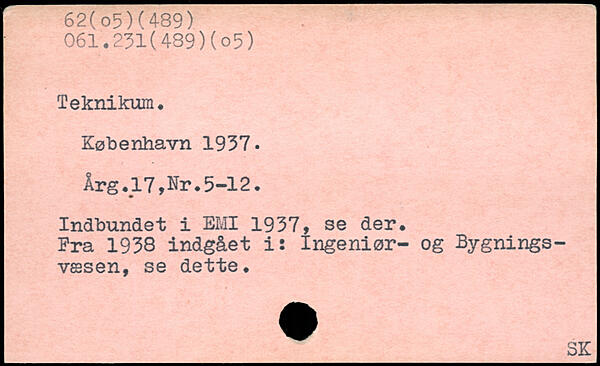 62(o5)(489)
061.231(489)(o5)
Teknikum.
København 1937.
Årg.17,Nr.5-12.
Indbundet i EMI 1937, se der.
Fra 1938 indgået i: Ingeniør- og Bygnings-
væsen, se dette.
SK